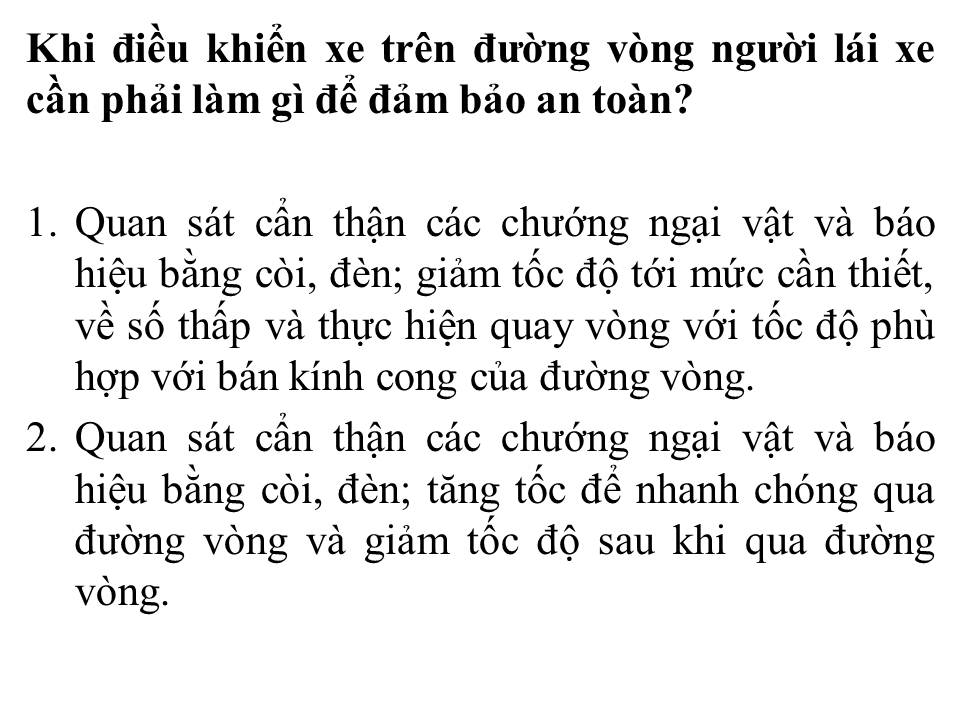 Khi điều khiển xe trên đường vòng người lái xe
cần phải làm gì để đảm bảo an toàn?
1. Quan sát cẩn thận các chướng ngại vật và báo
hiệu bằng còi, đèn; giảm tốc độ tới mức cần thiết,
về số thấp và thực hiện quay vòng với tốc độ phù
hợp với bán kính cong của đường vòng.
2. Quan sát cẩn thận các chướng ngại vật và báo
hiệu bằng còi, đèn; tăng tốc để nhanh chóng qua
đường vòng và giảm tốc độ sau khi qua đường
vòng.